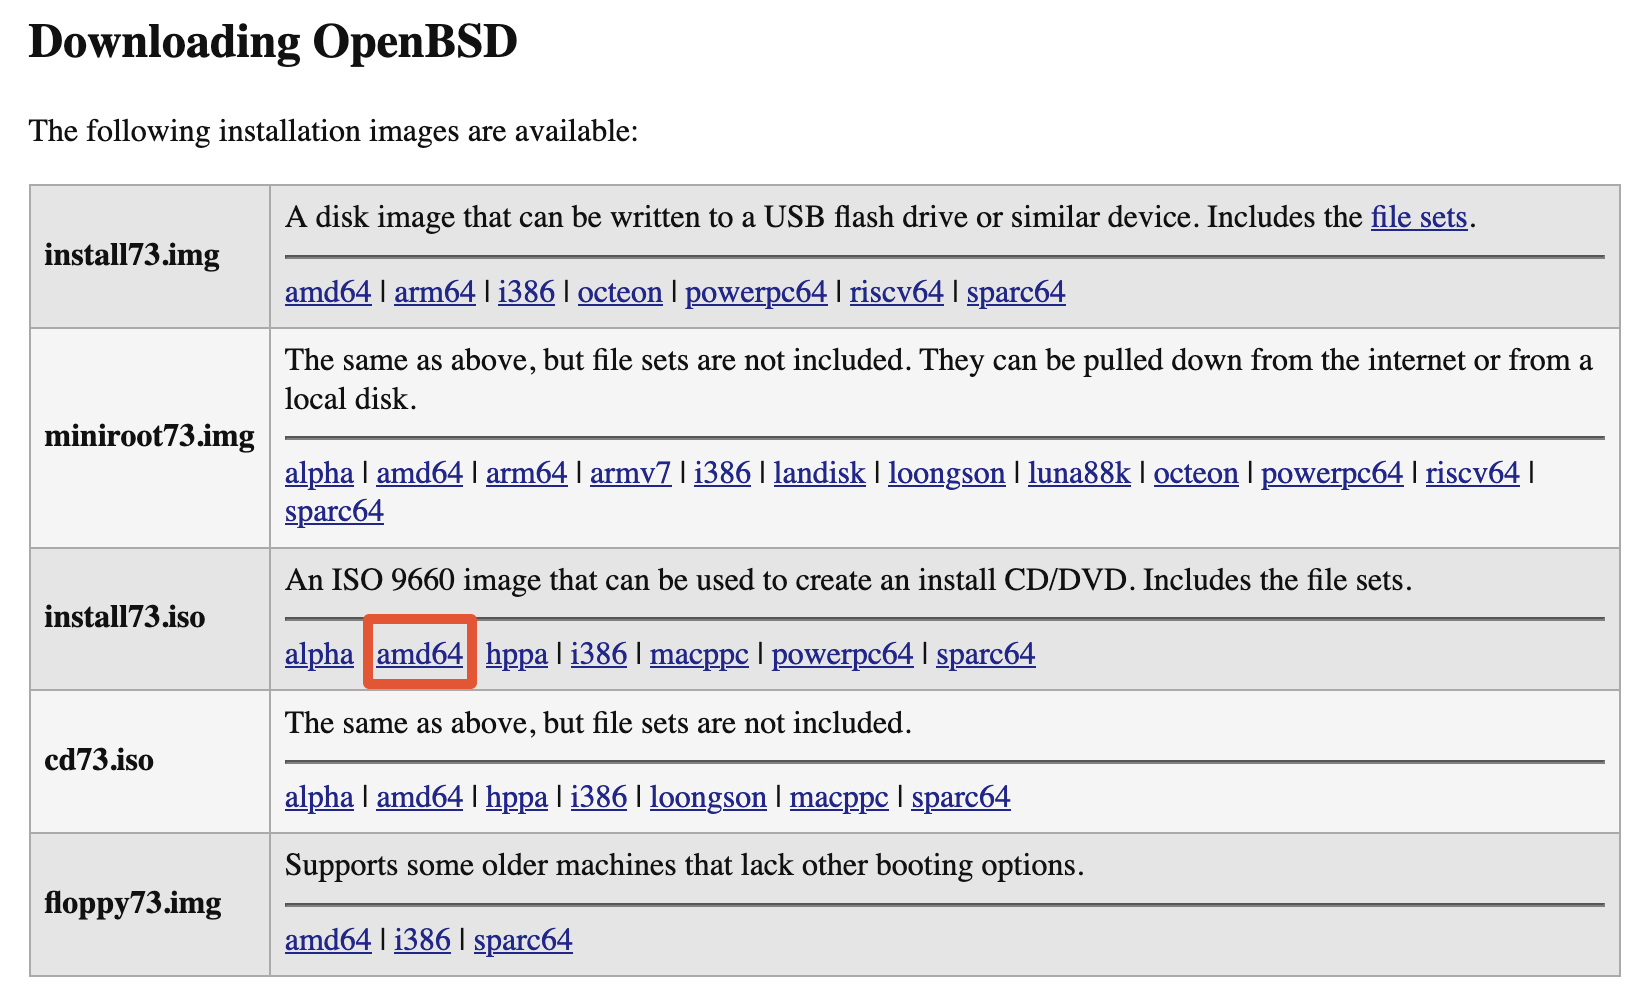 Downloading OpenBSD
The following installation images are available:
install73.img
A disk image that can be written to a USB flash drive or similar device. Includes the file sets.
amd64 | arm64 | i386 | octeon | powerpc64 | riscv64 | sparc64
miniroot73.img
The same as above, but file sets are not included. They can be pulled down from the internet or from a
local disk.
alpha | amd64 | arm64 | armv7 | i386 | landisk | loongson | luna88k | octeon | powerpc64 | riscv64 |
sparc64
install73.iso
An ISO 9660 image that can be used to create an install CD/DVD. Includes the file sets.
alpha amd64 hppa | i386 | macppc | powerpc64 | sparc64
cd73.iso
The same as above, but file sets are not included.
alpha | amd64 | hppa | i386 | loongson | macppc | sparc64
floppy73.img
Supports some older machines that lack other booting options.
amd64 | i386 | sparc64